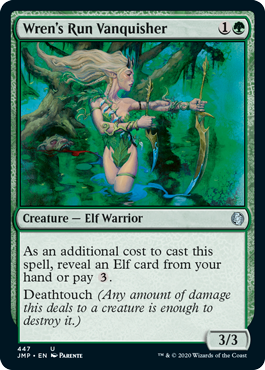 Wren's Run Vanquisher 1
Creature — Elf Warrior
As an additional cost to cast this
spell, reveal an Elf card from your
hand or pay 3.
Deathtouch (Any amount of damage
this deals to a creature is enough to
destroy it.)
3/3
447 U
JMP • EN Parente ™ & © 2020 Wizards of the Coast